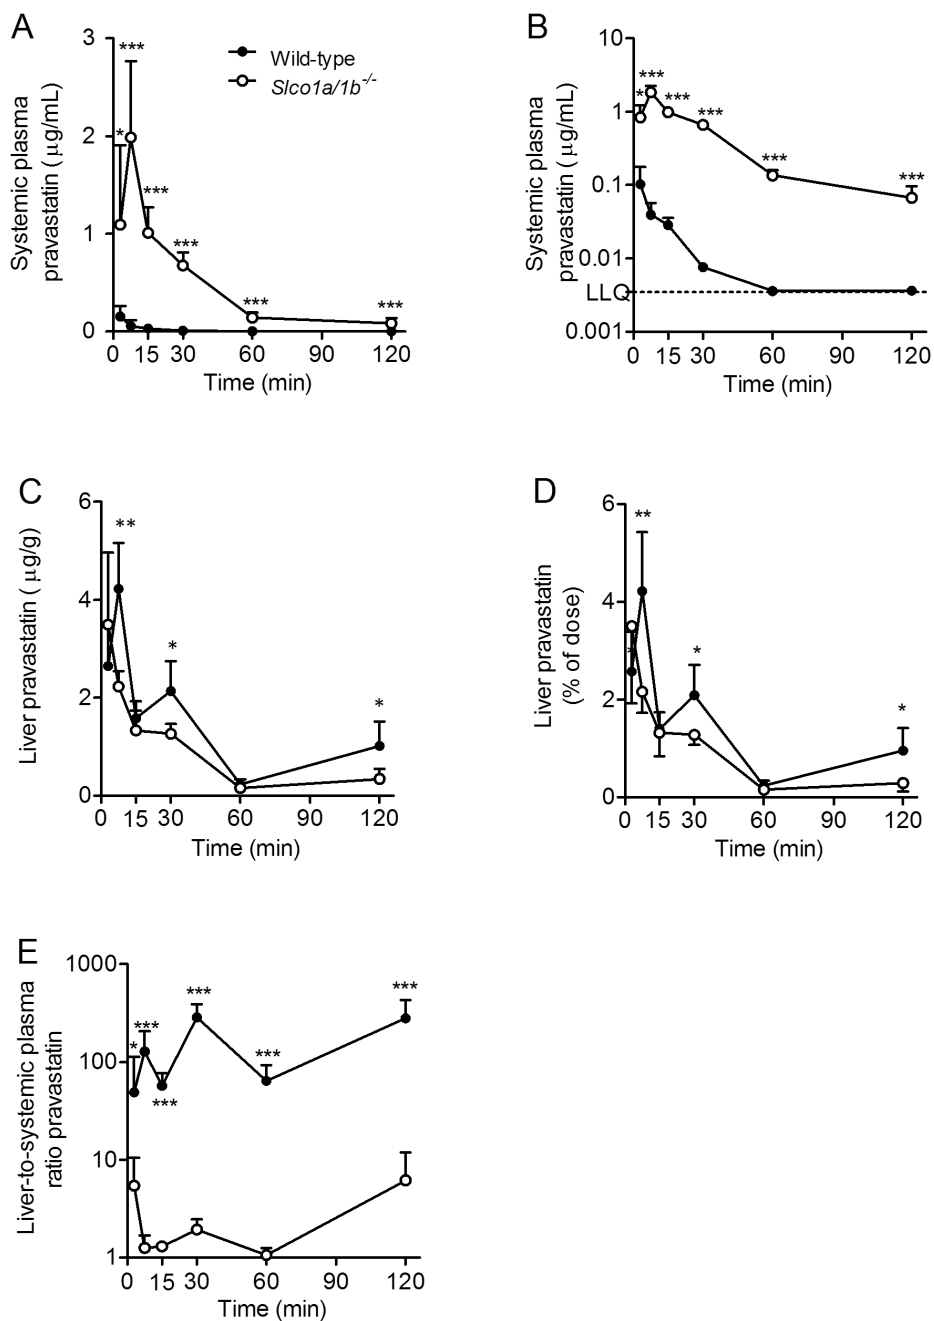 A
3
2
1
0
***
*
***
***
***
***
Wild-type
Slco1a/1b-/-
Systemic plasma
pravastatin ( μg/mL)
0 15 30 60 90 120
Time (min)
B
10
1
0.1
0.01
0.001
LLQ
***
*
***
***
***
***
Systemic plasma
pravastatin ( μg/mL)
0 15 30 60 90 120
Time (min)
C
6
4
2
0
**
*
*
Liver pravastatin ( μg/g)
0 15 30 60 90 120
Time (min)
D
6
4
2
0
**
*
*
*
Liver pravastatin
(% of dose)
0 15 30 60 90 120
Time (min)
E
1000
100
10
1
*
***
***
***
***
***
Liver-to-systemic plasma
ratio pravastatin
0 15 30 60 90 120
Time (min)